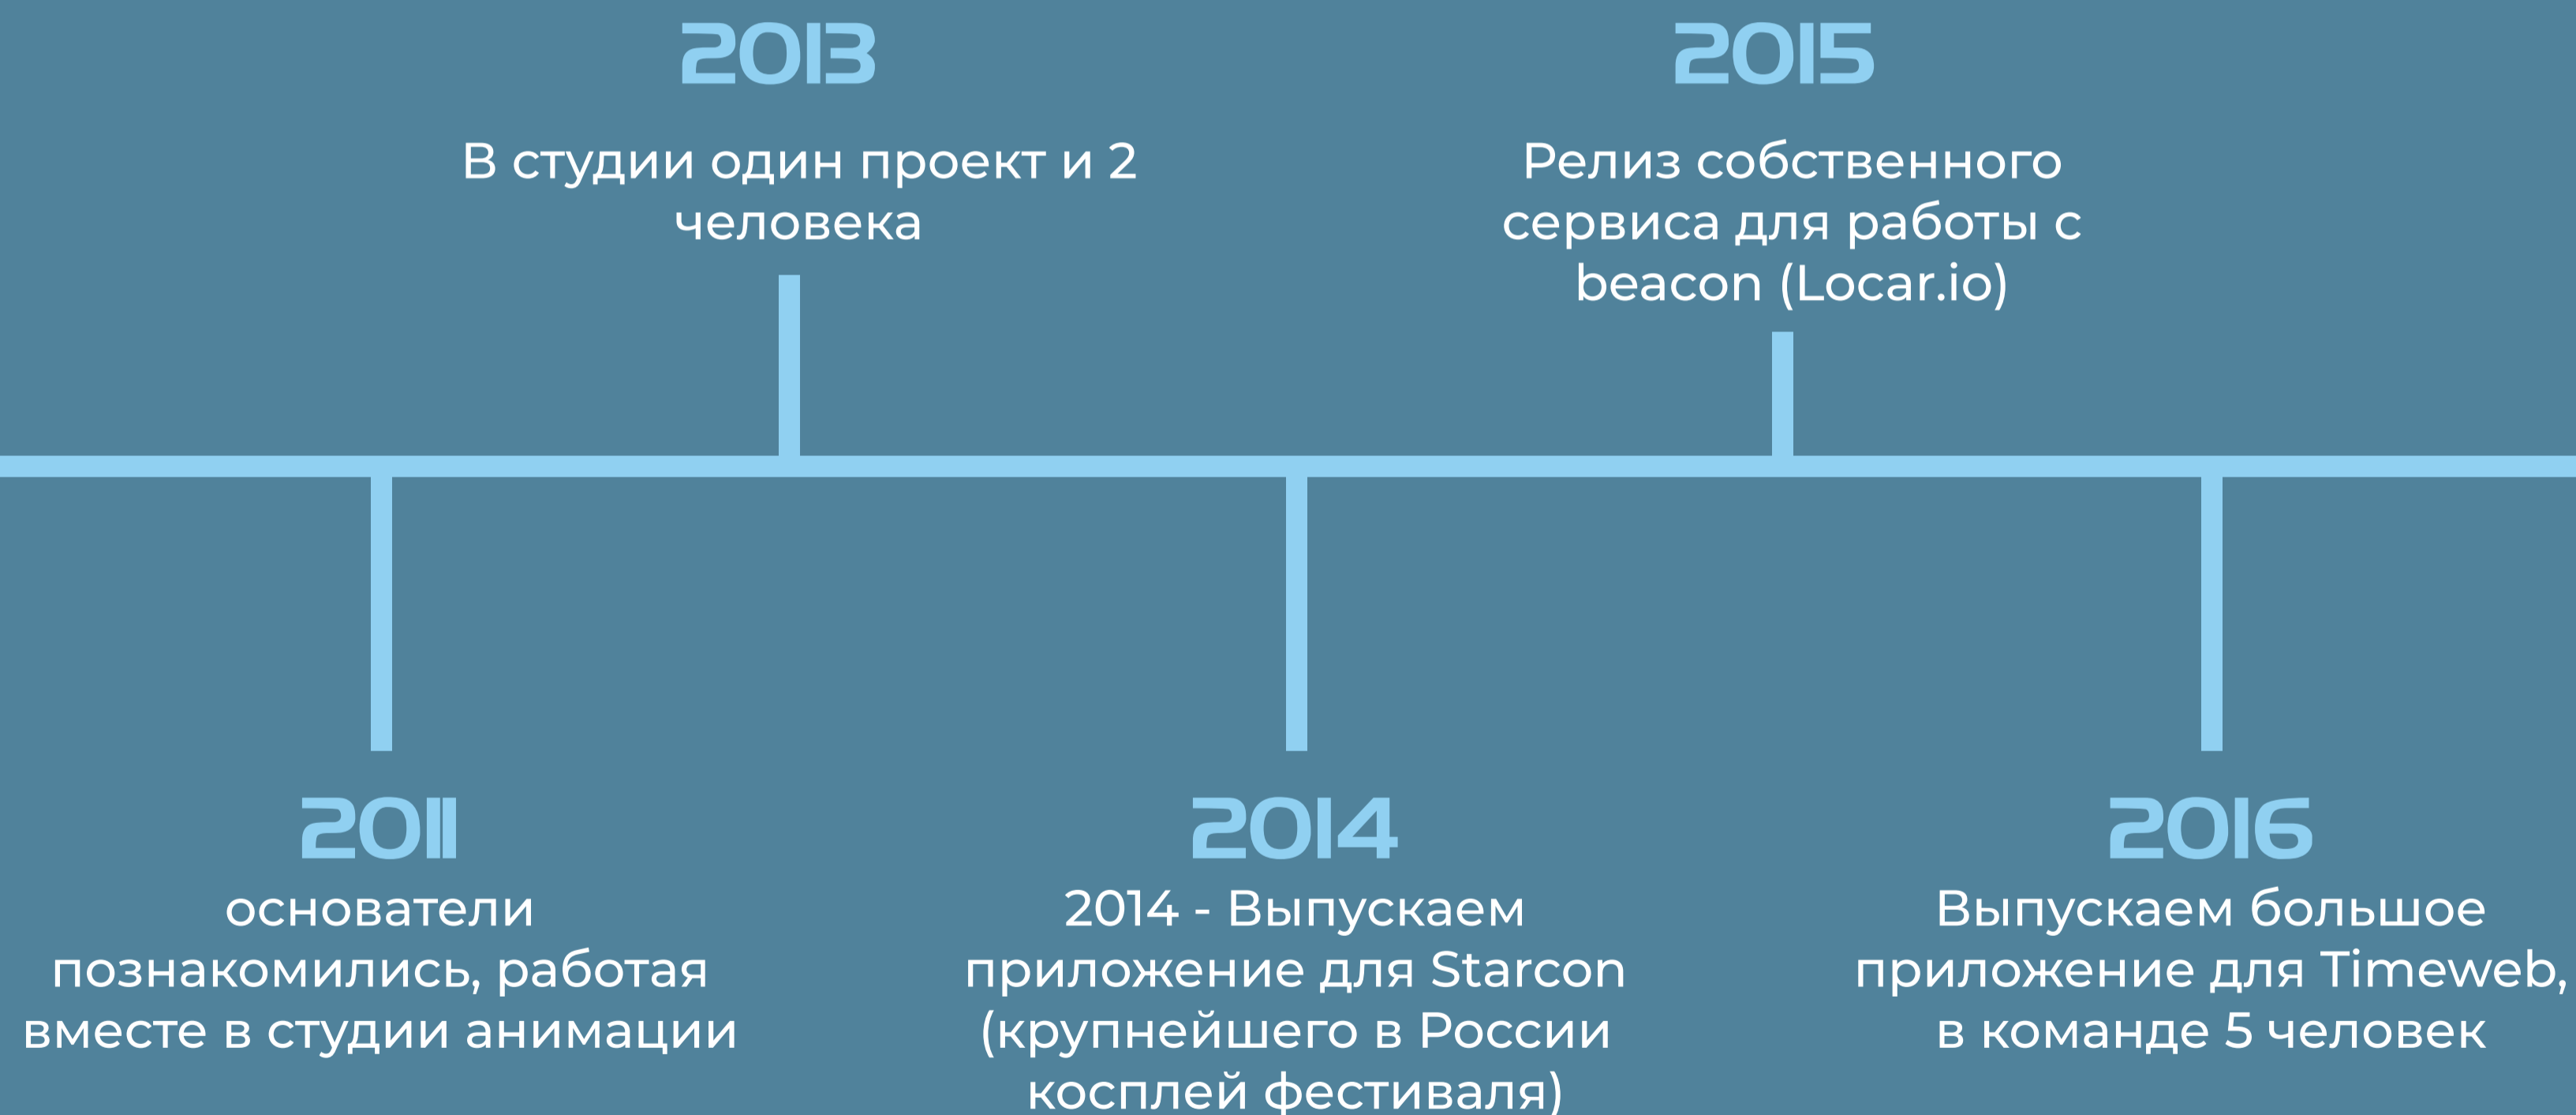 2013
В студии один проект и 2
человека
2015
Релиз собственного
сервиса для работы с
beacon (Locar.io)
2011
основатели
познакомились, работая
вместе в студии анимации
2014
2014 - Выпускаем
приложение для Starcon
(крупнейшего в России
косплей фестиваля)
2016
Выпускаем большое
приложение для Timeweb,
в команде 5 человек